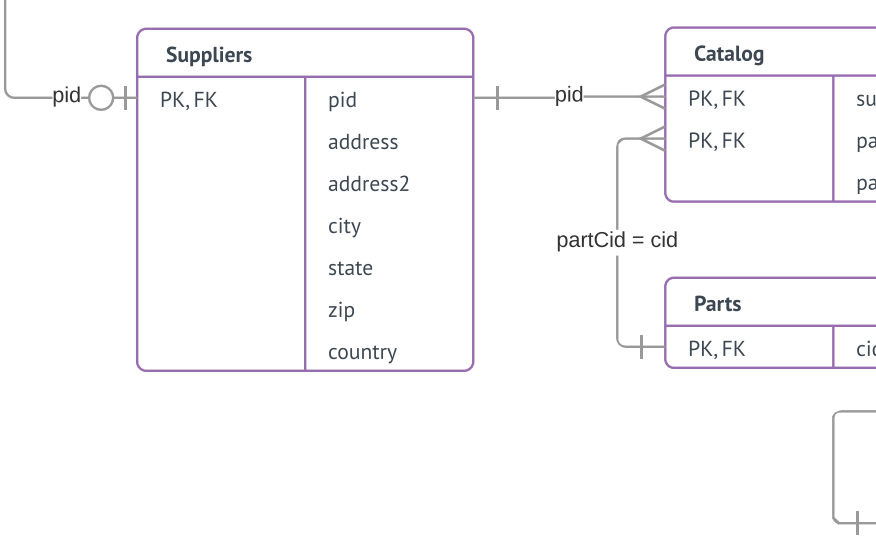 Suppliers
pid
PK, FK
pid
address
address2
city
state
zip
country
pid
Catalog
PK, FK
PK, FK
partCid = cid
Parts
PK, FK